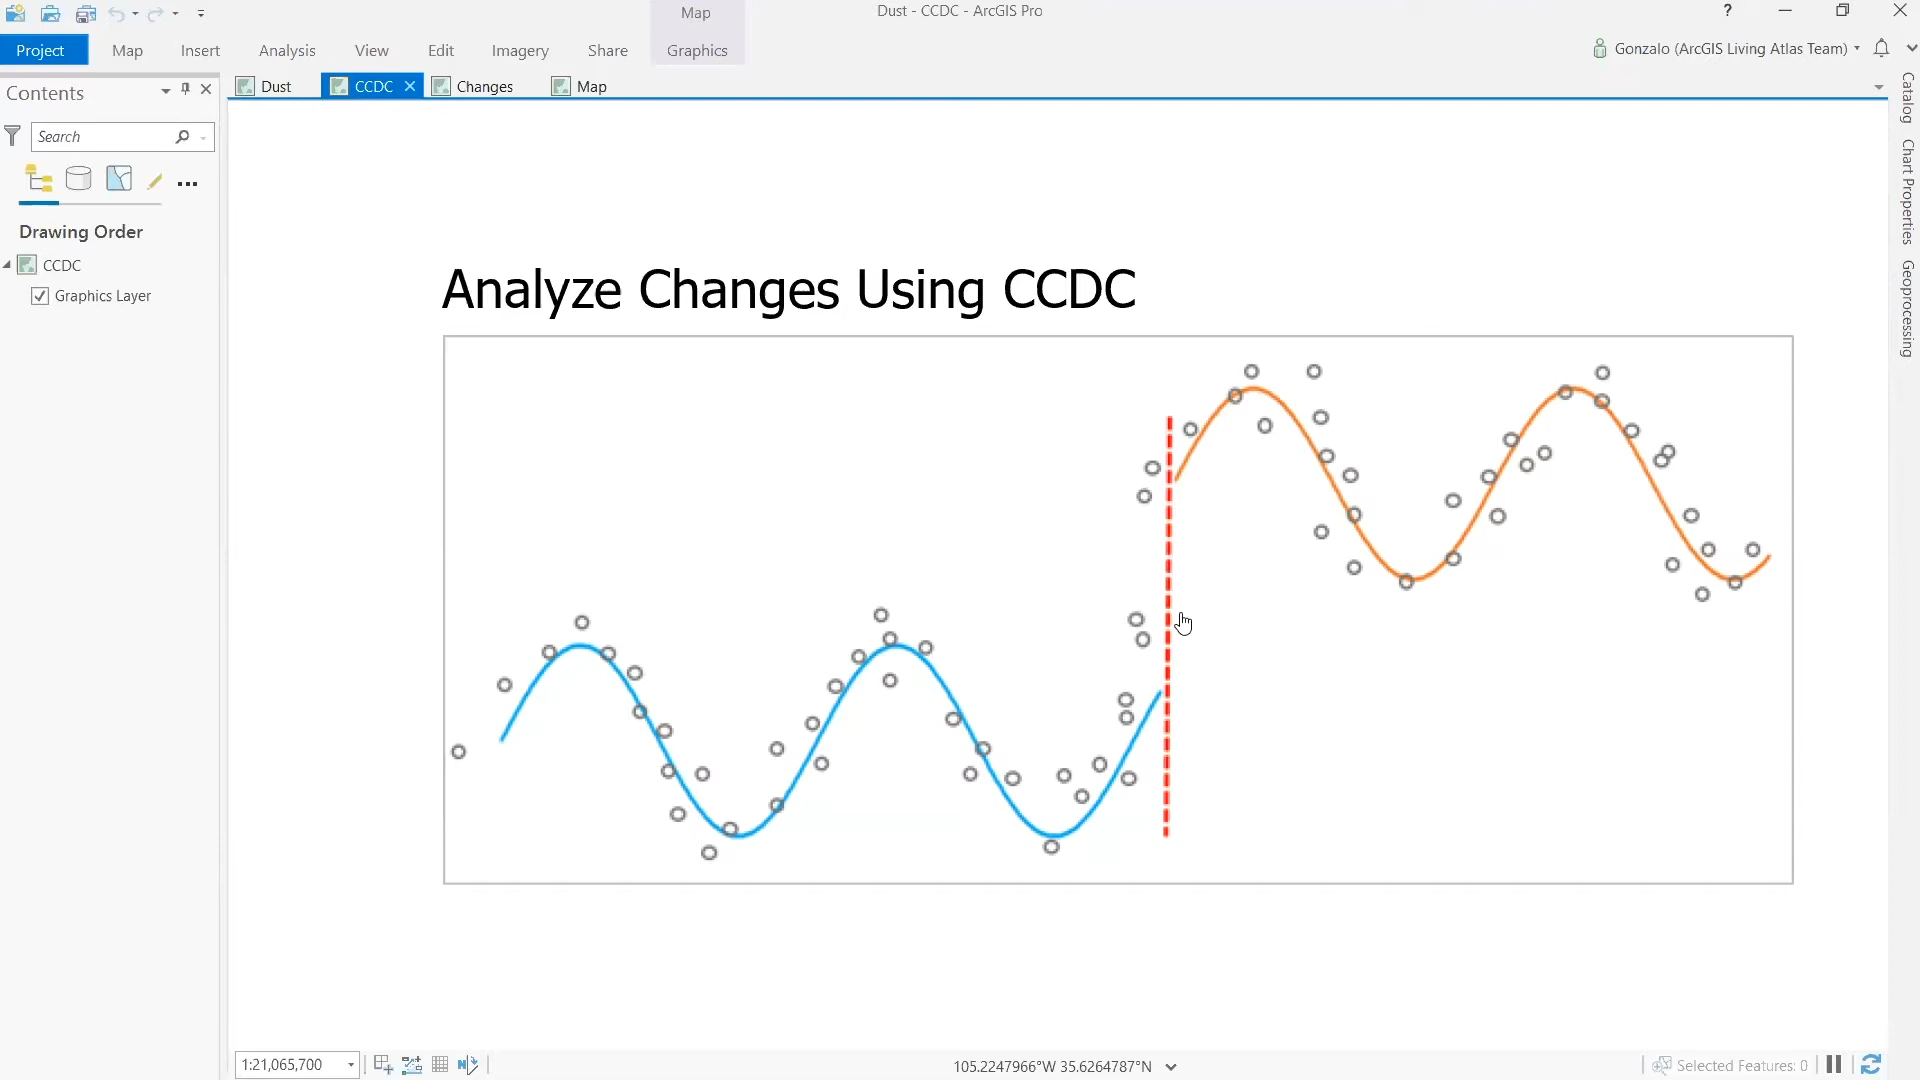 Map
Dust - CCDC - ArcGIS Pro
?
Project
Map
Insert
Analysis
View
Edit
Imagery
Share
Graphics
Gonzalo (ArcGIS Living Atlas Team)
Contents
Dust
CCDC
Changes
Map
Search
Drawing Order
CCDC
Graphics Layer
Analyze Changes Using CCDC
Catalog
Chart Properties
Geoprocessing
1:21,065,700
105.2247966°W 35.6264787°N
Selected Features: 0